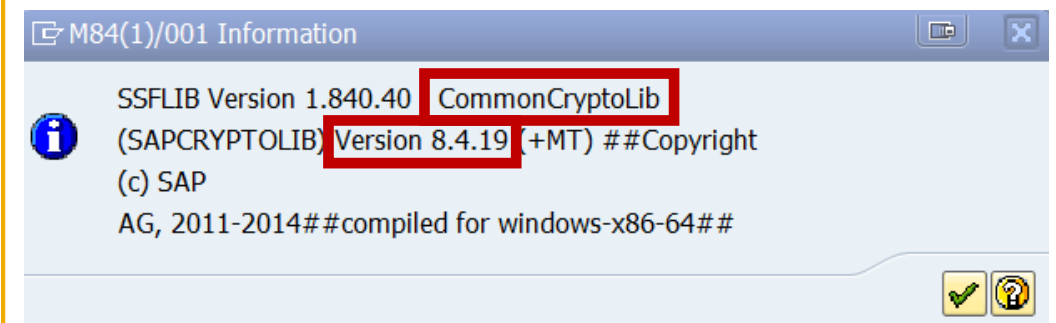 M84(1)/001 Information
SSFLIB Version 1.840.40 CommonCryptoLib
(SAPCRYPTOLIB) Version 8.4.19 (+MT) ##Copyright
(c) SAP
AG, 2011-2014##compiled for windows-x86-64##